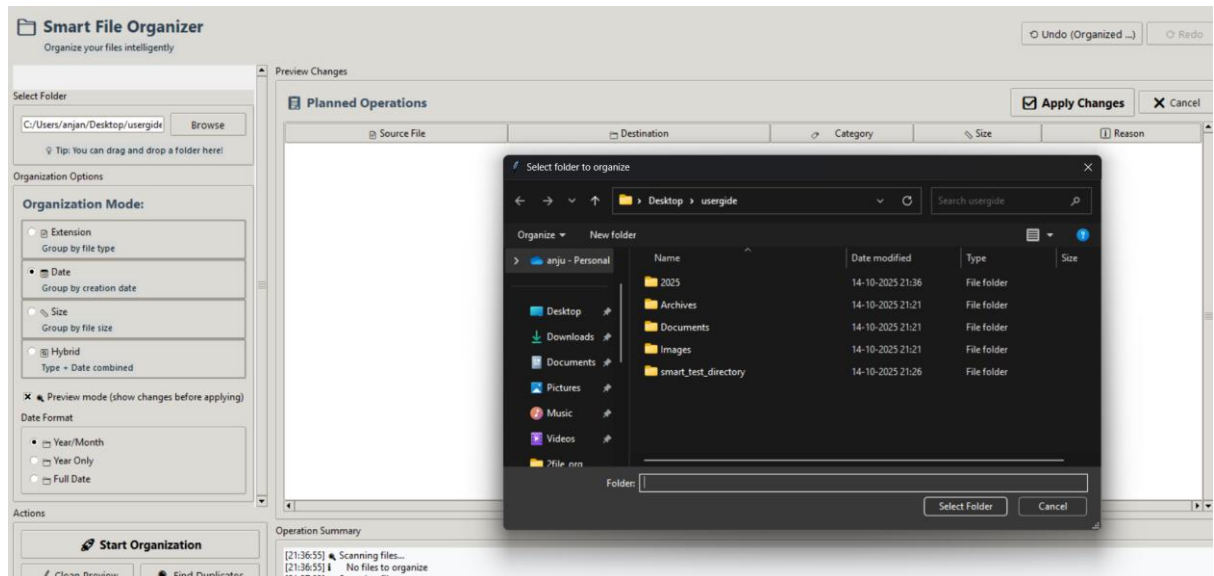 Smart File Organizer
Organize your files intelligently
Undo (Organized ...)
Redo
Select Folder
C:/Users/anjan/Desktop/usergide
Browse
Tip: You can drag and drop a folder here!
Organization Options
Organization Mode:
Extension
Group by file type
Date
Group by creation date
Size
Group by file size
Hybrid
Type + Date combined
Preview mode (show changes before applying)
Date Format
Year/Month
Year Only
Full Date
Actions
Start Organization
Clean Preview
Find Duplicates
Preview Changes
Planned Operations
Apply Changes
Cancel
Source File Destination Category Size Reason
Select folder to organize
Desktop > usergide
Search usergide
Organize
New folder
anju - Personal
Desktop
Downloads
Documents
Pictures
Music
Videos
2file_org
Name Date modified Type Size
2025 14-10-2025 21:36 File folder
Archives 14-10-2025 21:21 File folder
Documents 14-10-2025 21:21 File folder
Images 14-10-2025 21:21 File folder
smart_test_directory 14-10-2025 21:26 File folder
Folder:
Select Folder
Cancel
Operation Summary
[21:36:55] Scanning files...
[21:36:55] No files to organize